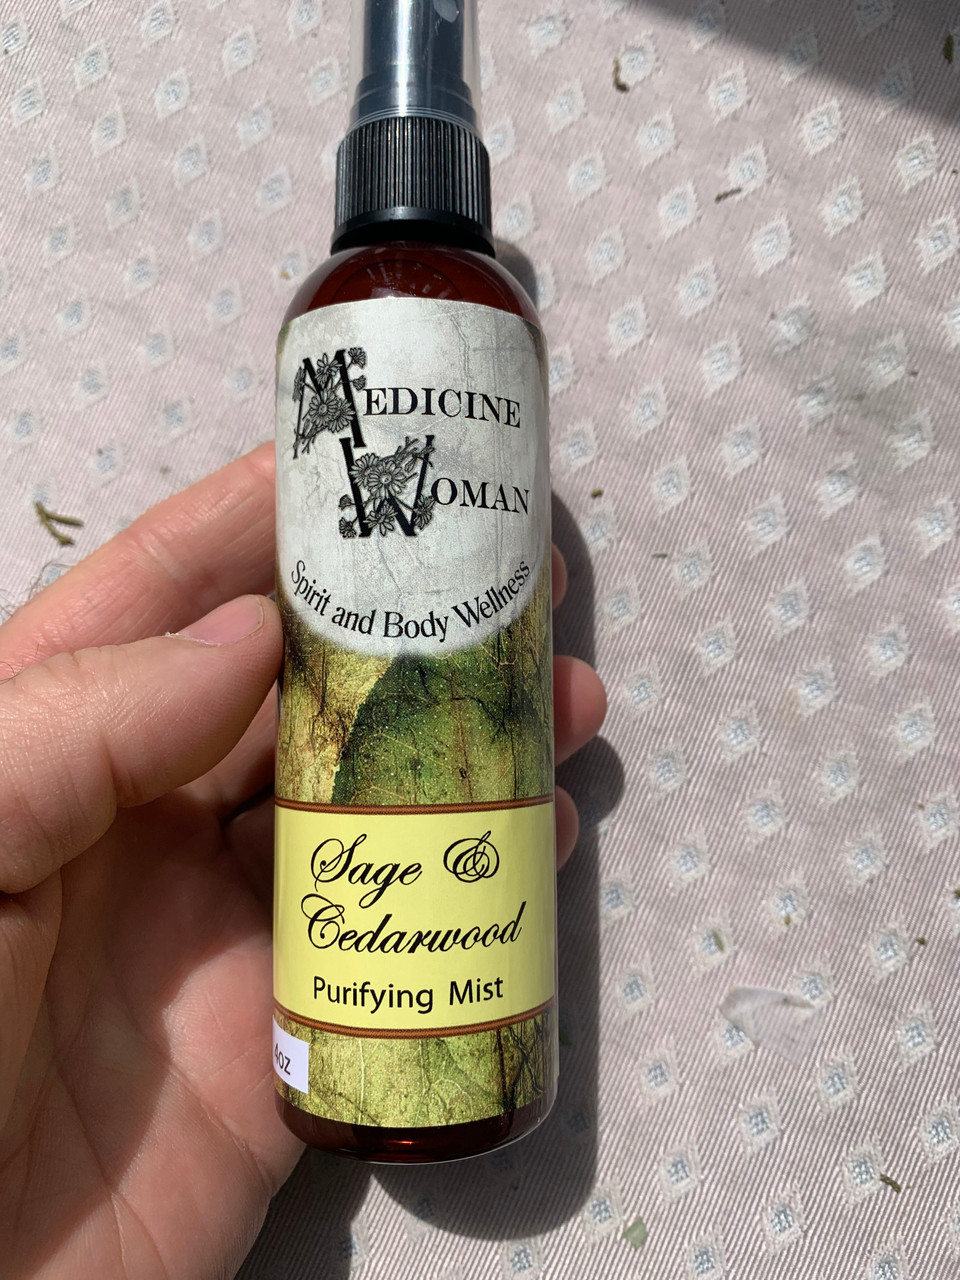 MEDICINE
WOMAN
Spirit and Body Wellness
Sage &
Cedarwood
Purifying Mist
4oz